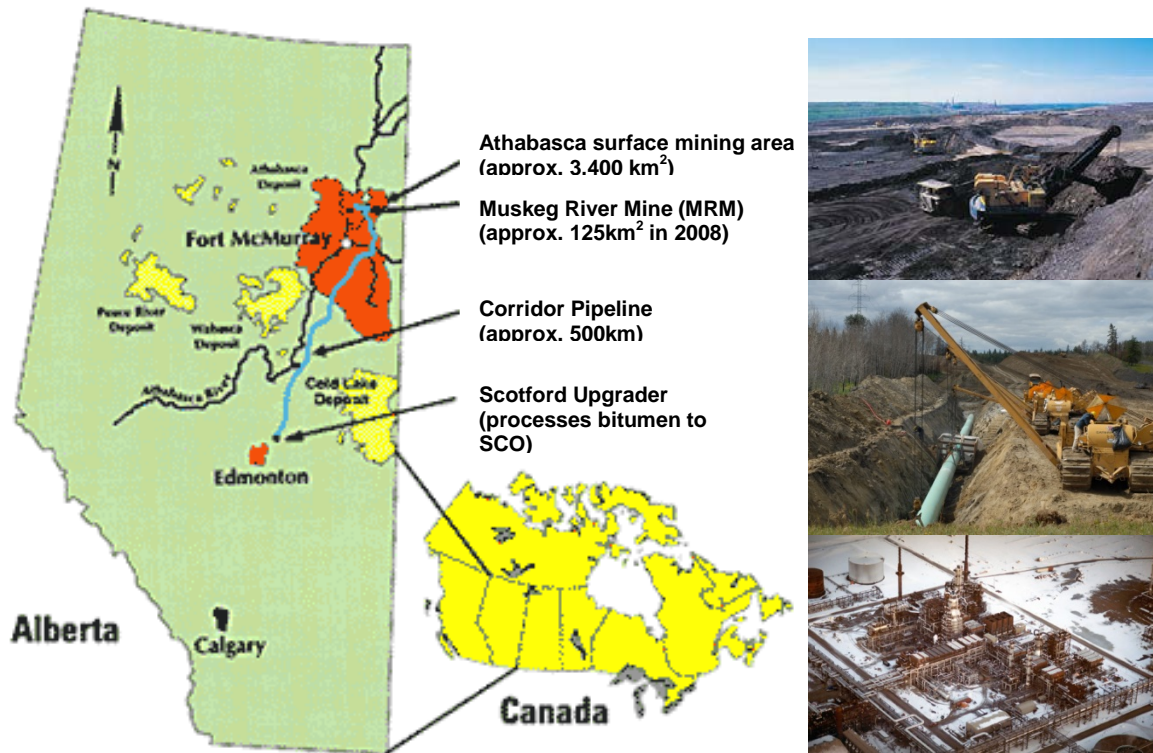 N
Athabasca
Deposit
Fort McMurray
Peace River
Deposit
Wabasca
Deposit
Athabasca River
Cold Lake
Deposit
Edmonton
Calgary
Alberta
Athabasca surface mining area
(approx. 3.400 km²)
Muskeg River Mine (MRM)
(approx. 125km² in 2008)
Corridor Pipeline
(approx. 500km)
Scotford Upgrader
(processes bitumen to
SCO)
Canada